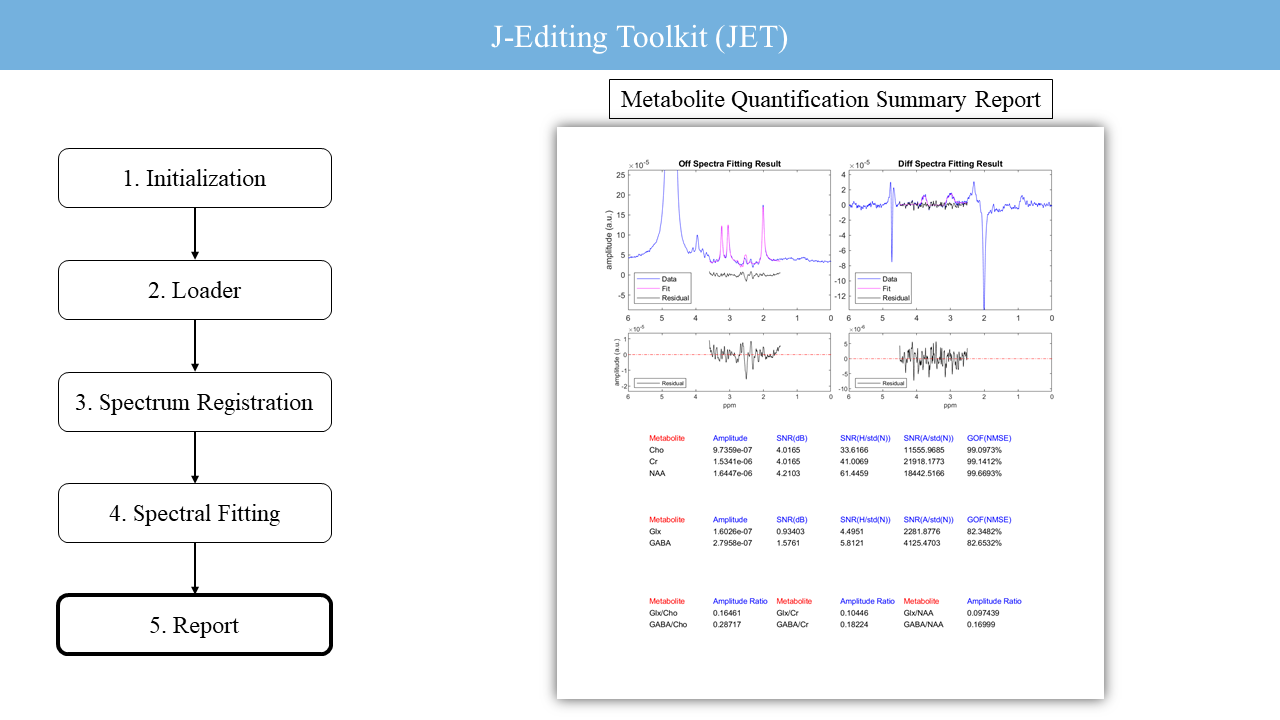 J-Editing Toolkit (JET)
1. Initialization
2. Loader
3. Spectrum Registration
4. Spectral Fitting
5. Report
Metabolite Quantification Summary Report
×10-5 Off Spectra Fitting Result
25
20
15
10
5
0
-5
amplitude (a.u.)
Data
Fit
Residual
6 5 4 3 2 1 0
×10-5 Diff Spectra Fitting Result
4
2
0
-2
-4
-6
-8
-10
-12
Data
Fit
Residual
6 5 4 3 2 1 0
×10-5
1
0
-1
-2
amplitude (a.u.)
Residual
6 5 4 3 2 1 0
ppm
×10-6
5
0
-5
-10
Residual
6 5 4 3 2 1 0
ppm
Metabolite Amplitude SNR(dB) SNR(H/std(N)) SNR(A/std(N)) GOF(NMSE)
Cho 9.7359e-07 4.0165 33.6166 11555.9685 99.0973%
Cr 1.5341e-06 4.0165 41.0069 21918.1773 99.1412%
NAA 1.6447e-06 4.2103 61.4459 18442.5166 99.6693%
Metabolite Amplitude SNR(dB) SNR(H/std(N)) SNR(A/std(N)) GOF(NMSE)
Glx 1.6026e-07 0.93403 4.4951 2281.8776 82.3482%
GABA 2.7958e-07 1.5761 5.8121 4125.4703 82.6532%
Metabolite Amplitude Ratio Metabolite Amplitude Ratio Metabolite Amplitude Ratio
Glx/Cho 0.16461 Glx/Cr 0.10446 Glx/NAA 0.097439
GABA/Cho 0.28717 GABA/Cr 0.18224 GABA/NAA 0.16999